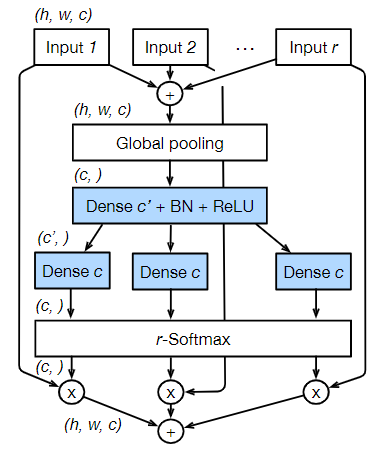 (h, w, c)
Input 1 Input 2 ... Input r
+
(h, w, c)
Global pooling
(c, )
Dense c' + BN + ReLU
(c', )
Dense c Dense c Dense c
(c, )
r-Softmax
(c, )
x x x
(h, w, c)
+